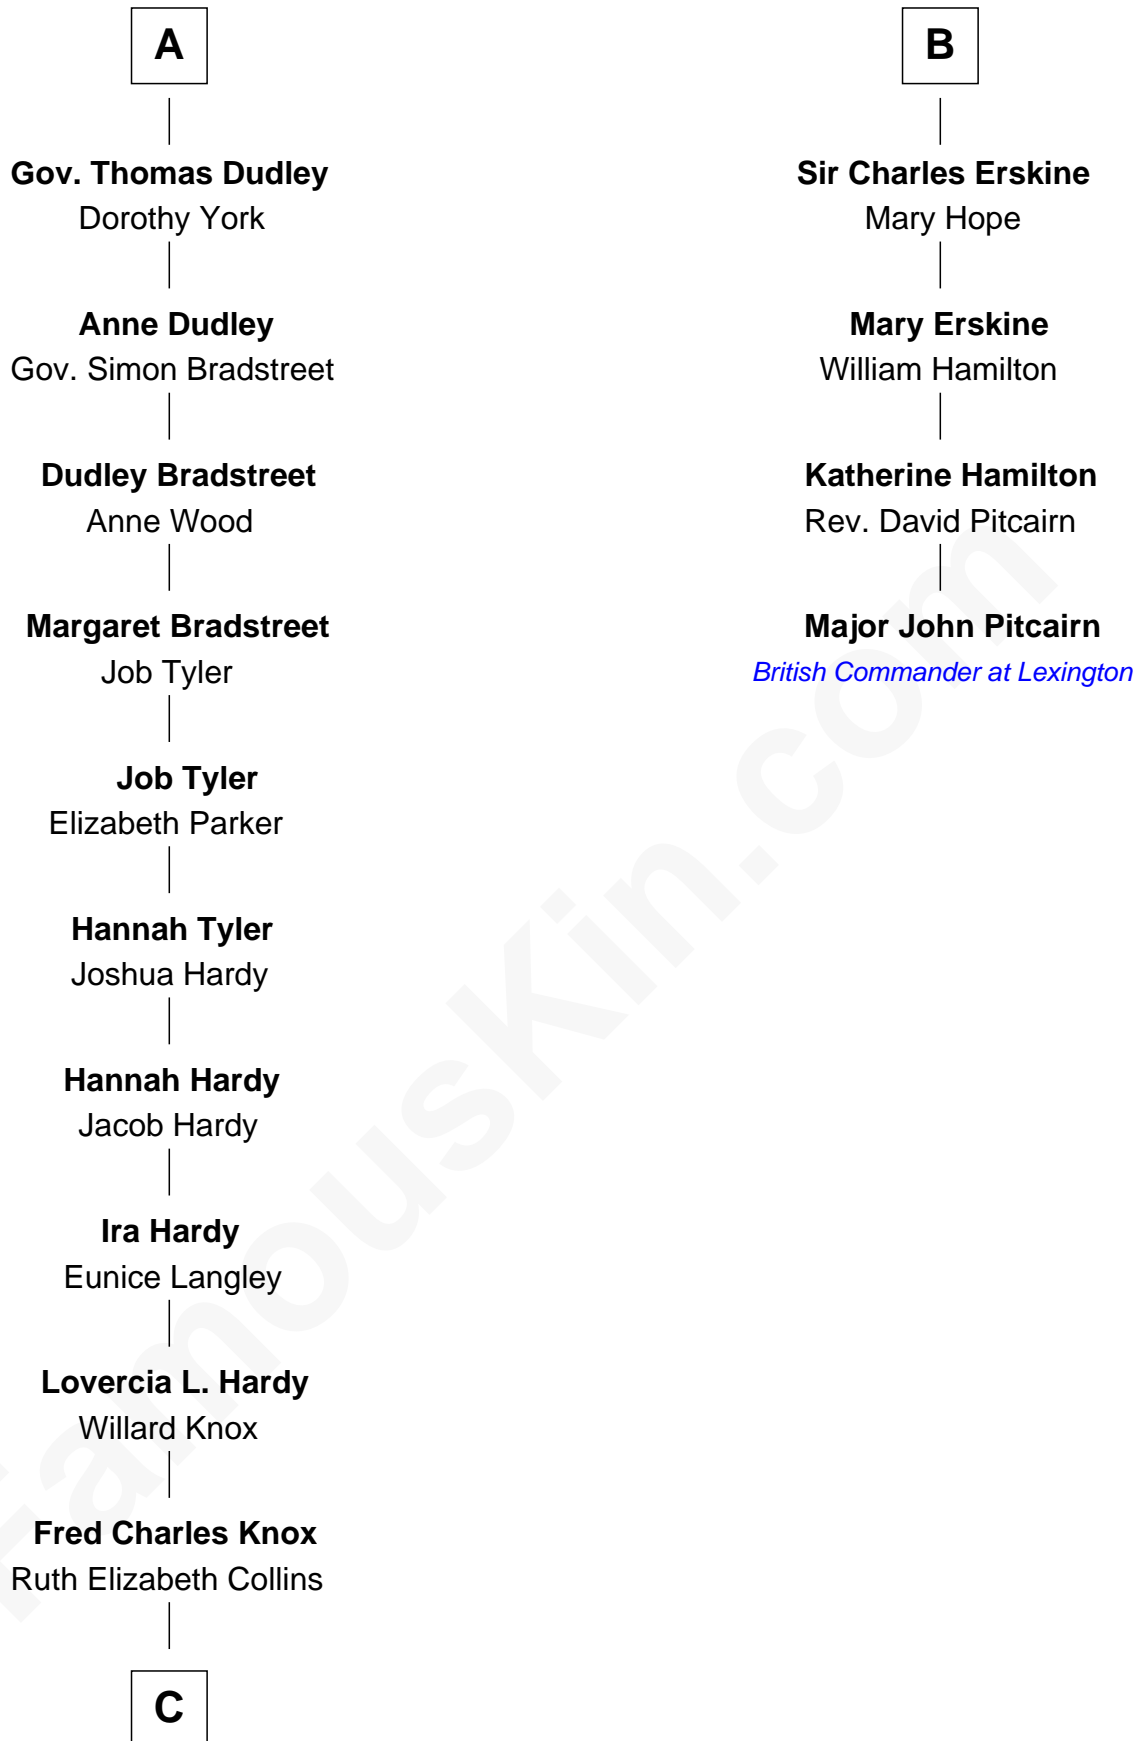 A
Gov. Thomas Dudley
Dorothy York
Anne Dudley
Gov. Simon Bradstreet
Dudley Bradstreet
Anne Wood
Margaret Bradstreet
Job Tyler
Job Tyler
Elizabeth Parker
Hannah Tyler
Joshua Hardy
Hannah Hardy
Jacob Hardy
Ira Hardy
Eunice Langley
Lovercia L. Hardy
Willard Knox
Fred Charles Knox
Ruth Elizabeth Collins
C
B
Sir Charles Erskine
Mary Hope
Mary Erskine
William Hamilton
Katherine Hamilton
Rev. David Pitcairn
Major John Pitcairn
British Commander at Lexington
FamousKin.com